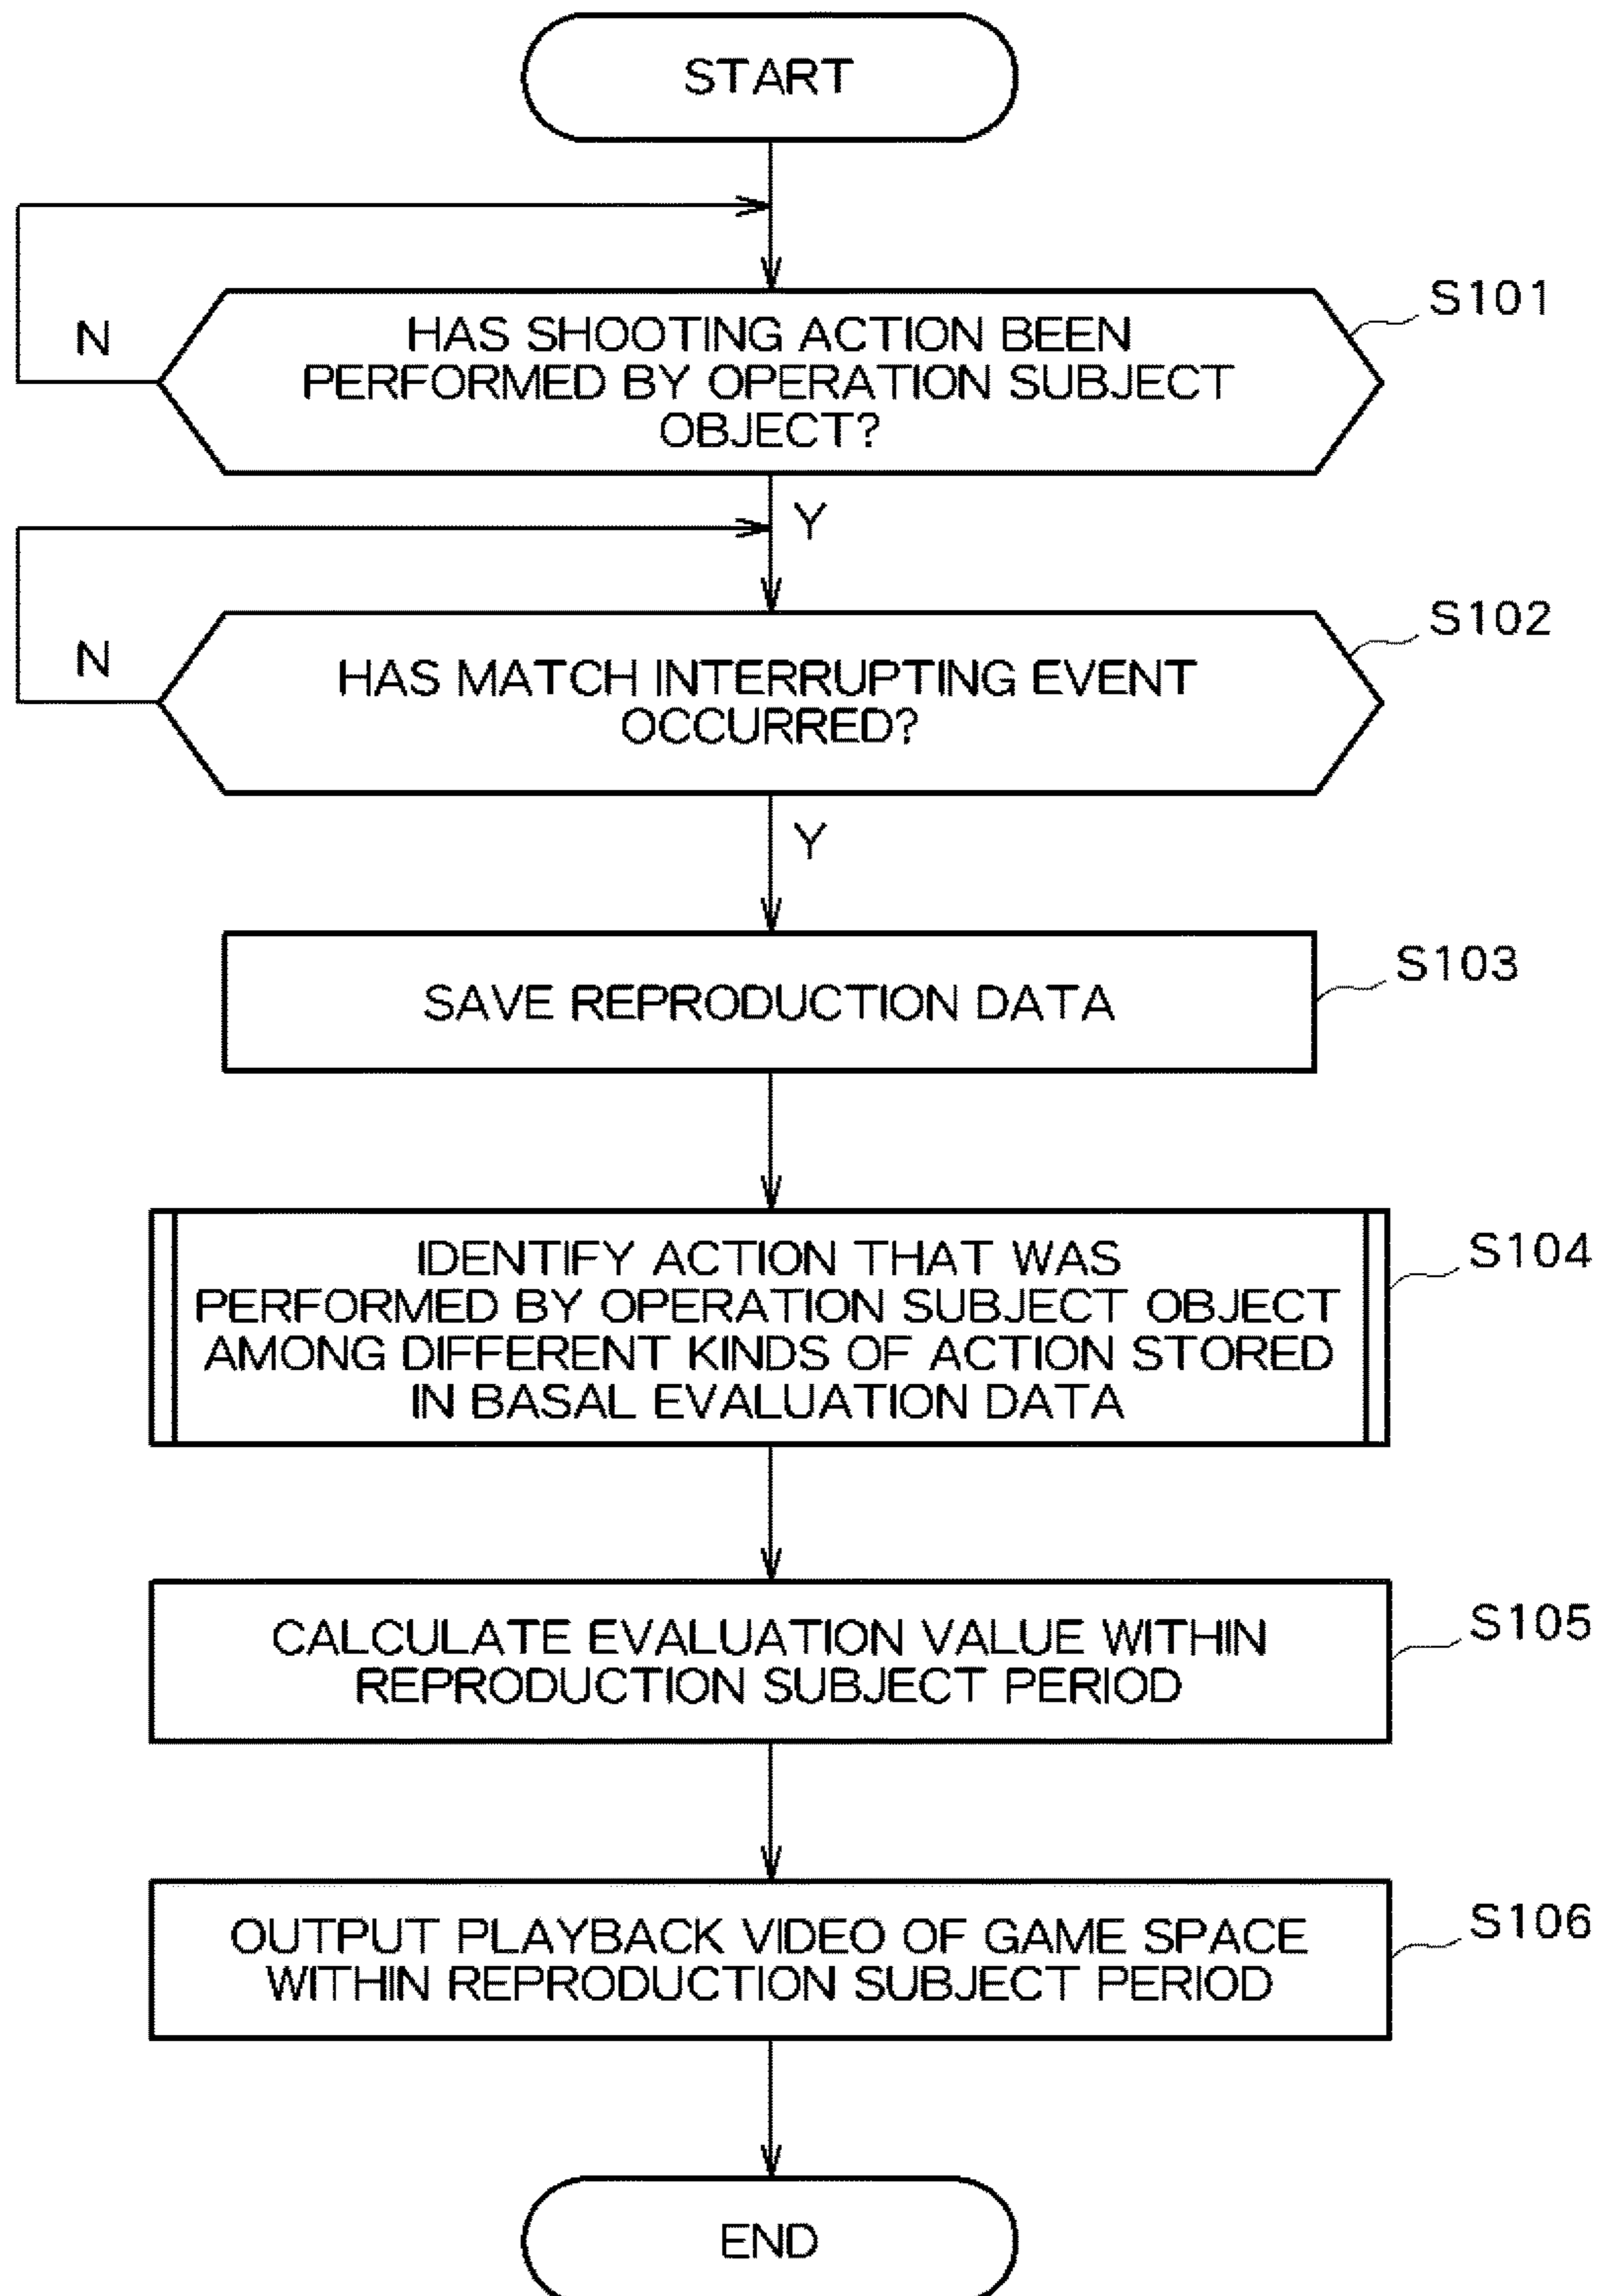 START
N
HAS SHOOTING ACTION BEEN
PERFORMED BY OPERATION SUBJECT
OBJECT?
S101
Y
N
HAS MATCH INTERRUPTING EVENT
OCCURRED?
S102
Y
SAVE REPRODUCTION DATA
S103
IDENTIFY ACTION THAT WAS
PERFORMED BY OPERATION SUBJECT OBJECT
AMONG DIFFERENT KINDS OF ACTION STORED
IN BASAL EVALUATION DATA
S104
CALCULATE EVALUATION VALUE WITHIN
REPRODUCTION SUBJECT PERIOD
S105
OUTPUT PLAYBACK VIDEO OF GAME SPACE
WITHIN REPRODUCTION SUBJECT PERIOD
S106
END